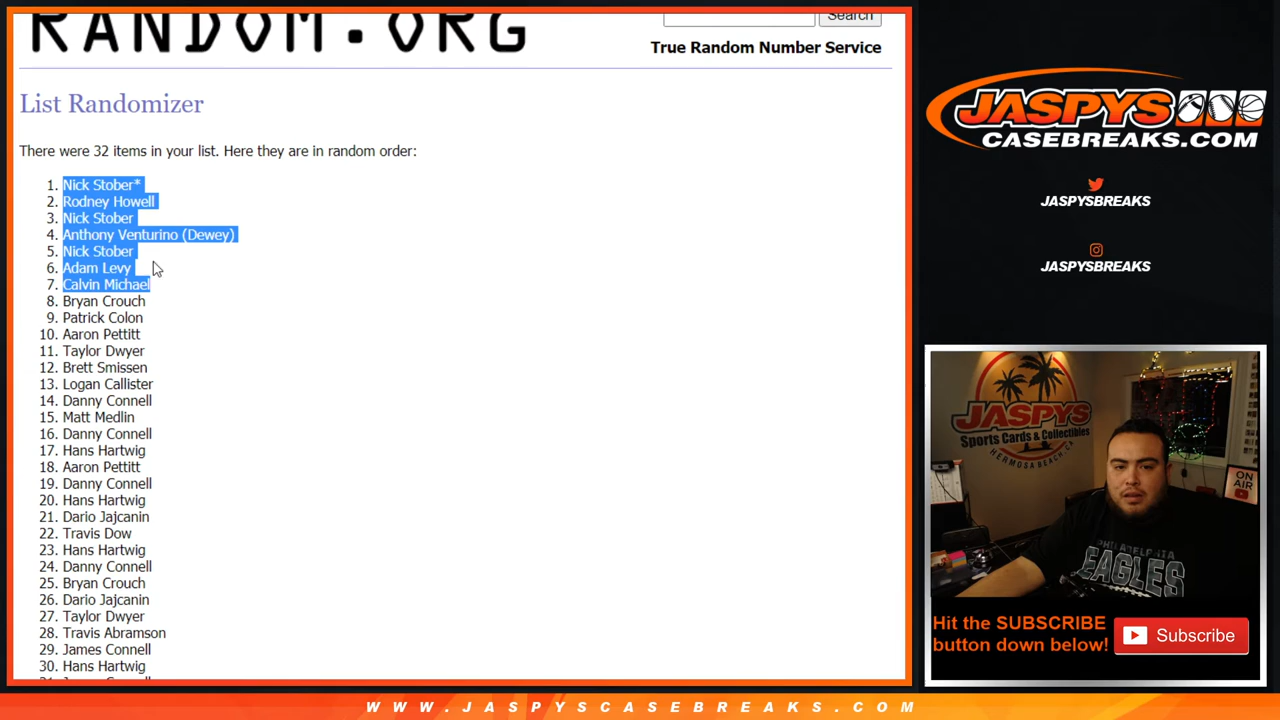 RANDOM.ORG
Search
True Random Number Service
List Randomizer
There were 32 items in your list. Here they are in random order:
1. Nick Stober*
2. Rodney Howell
3. Nick Stober
4. Anthony Venturino (Dewey)
5. Nick Stober
6. Adam Levy
7. Calvin Michael
8. Bryan Crouch
9. Patrick Colon
10. Aaron Pettitt
11. Taylor Dwyer
12. Brett Smissen
13. Logan Callister
14. Danny Connell
15. Matt Medlin
16. Danny Connell
17. Hans Hartwig
18. Aaron Pettitt
19. Danny Connell
20. Hans Hartwig
21. Dario Jajcanin
22. Travis Dow
23. Hans Hartwig
24. Danny Connell
25. Bryan Crouch
26. Dario Jajcanin
27. Taylor Dwyer
28. Travis Abramson
29. James Connell
30. Hans Hartwig
JASPYS
CASEBREAKS.COM
JASPYSBREAKS
JASPYSBREAKS
JASPYS
Sports Cards & Collectibles
HERMOSA BEACH, CA
ON
AIR
PHILADELPHIA
EAGLES
Hit the SUBSCRIBE
button down below!
Subscribe
WWW.JASPYSCASEBREAKS.COM